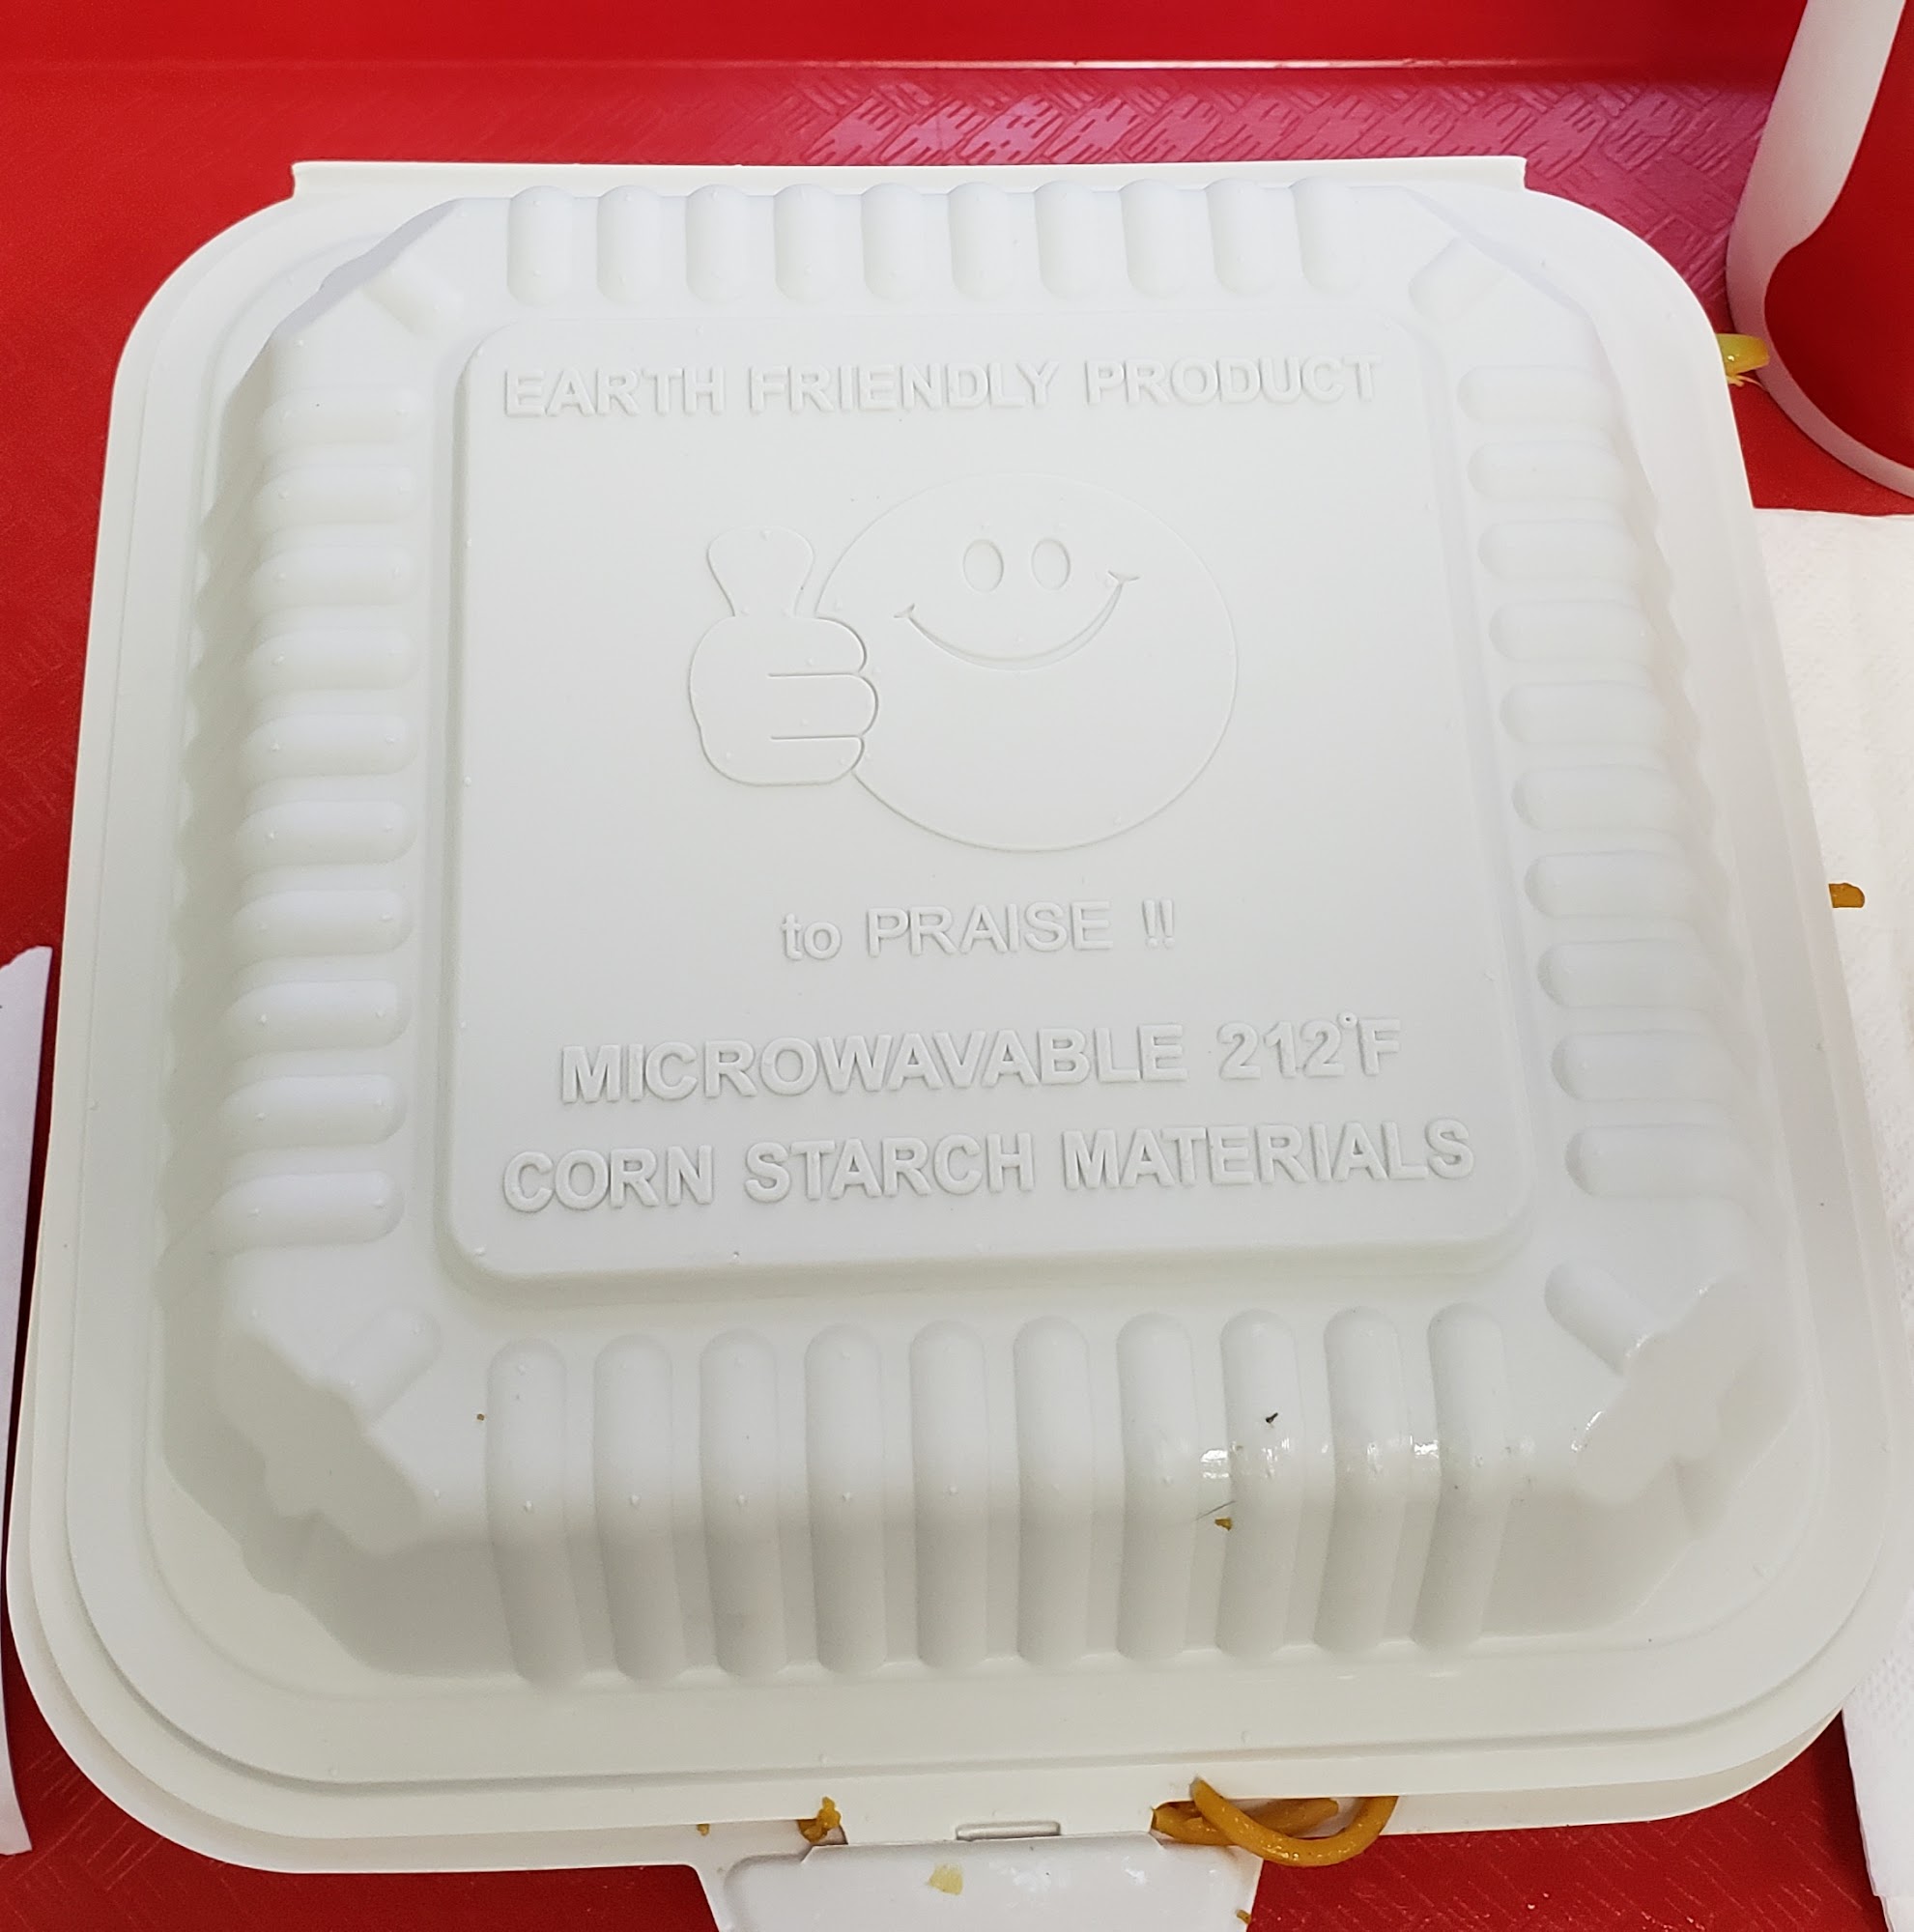 EARTH FRIENDLY PRODUCT
to PRAISE !!
MICROWAVABLE 212°F
CORN STARCH MATERIALS